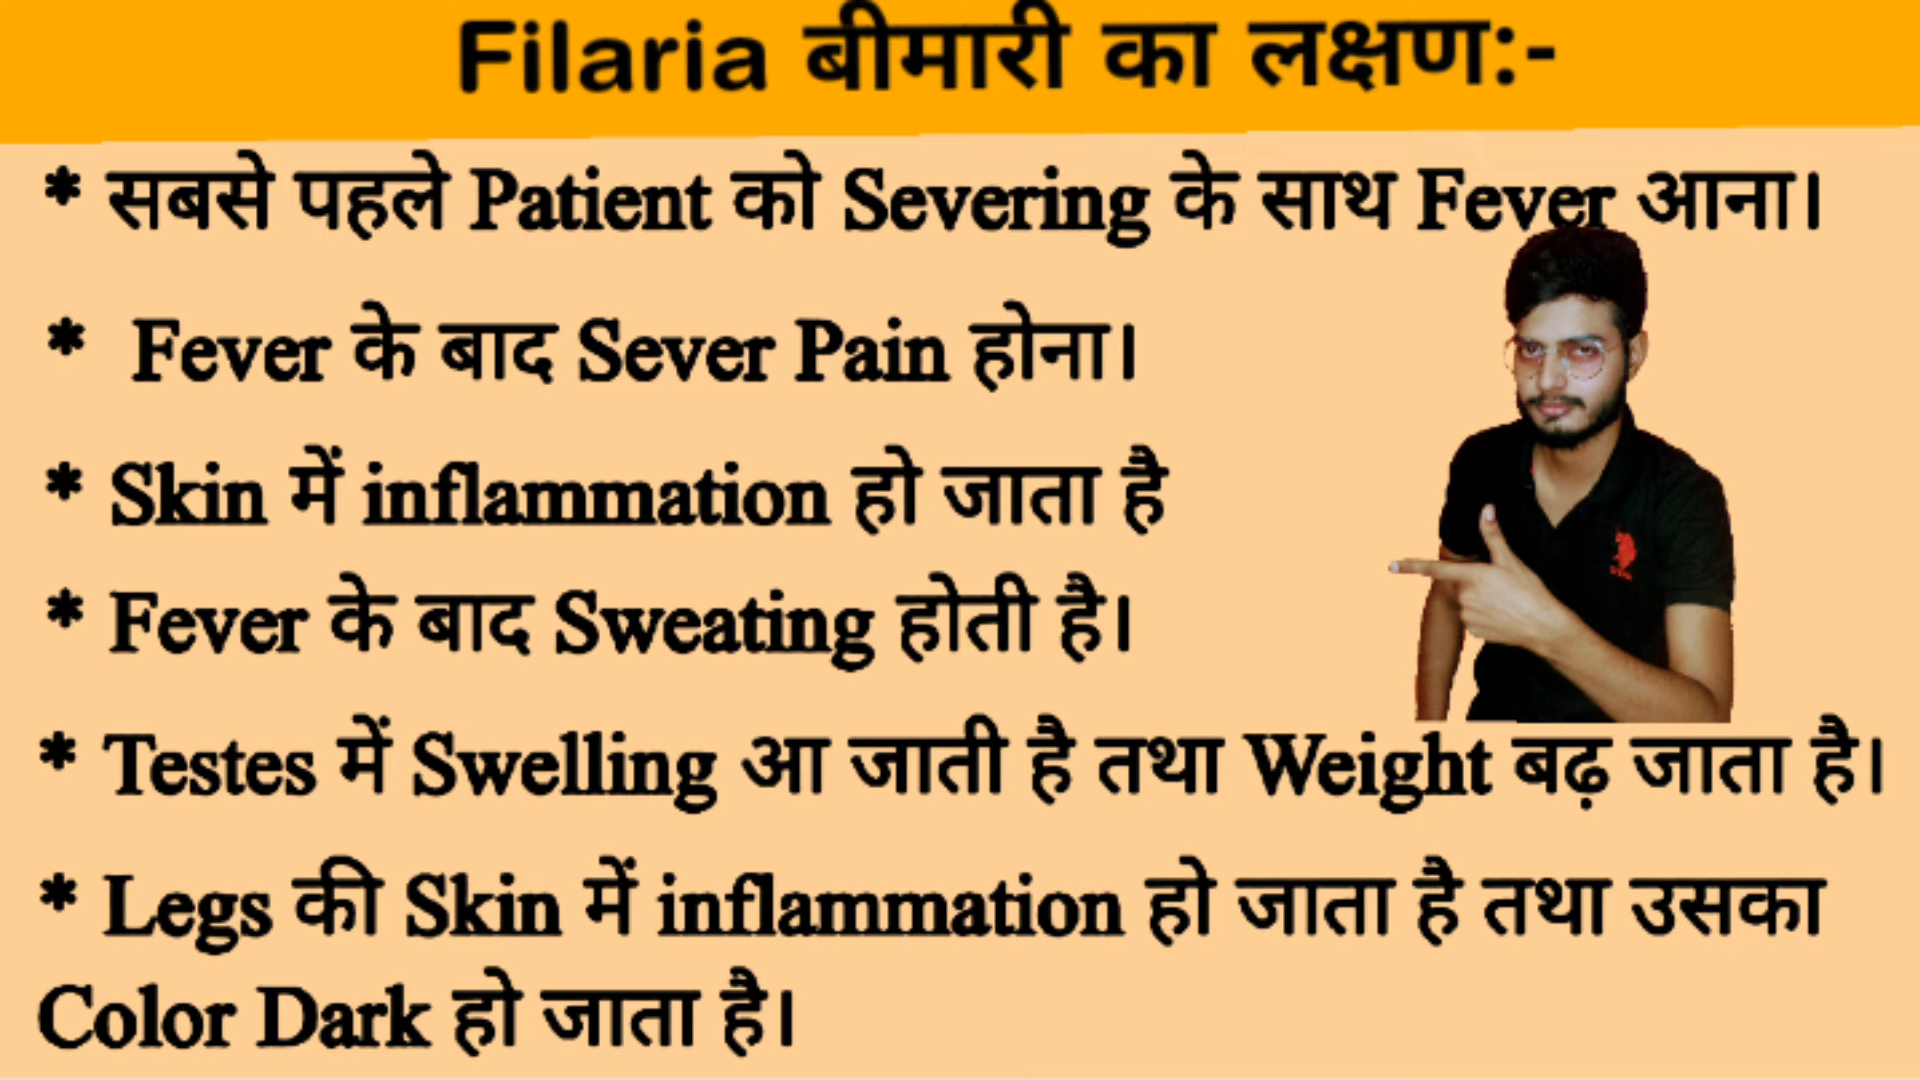 Filaria बीमारी का लक्षण:-
* सबसे पहले Patient को Severing के साथ Fever आना।
* Fever के बाद Sever Pain होना।
* Skin में inflammation हो जाता है
* Fever के बाद Sweating होती है।
* Testes में Swelling आ जाती है तथा Weight बढ़ जाता है।
* Legs की Skin में inflammation हो जाता है तथा उसका
Color Dark हो जाता है।